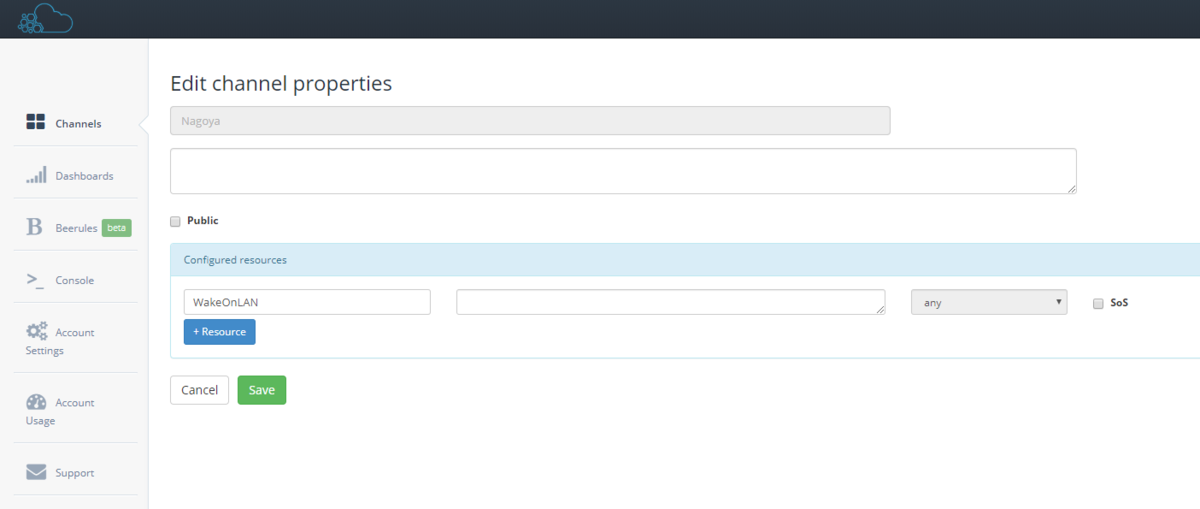 Edit channel properties
Nagoya
Channels
Dashboards
Public
B Beerules beta
Configured resources
>_ Console
WakeOnLAN any SoS
+ Resource
Account
Settings
Cancel Save
Account
Usage
Support